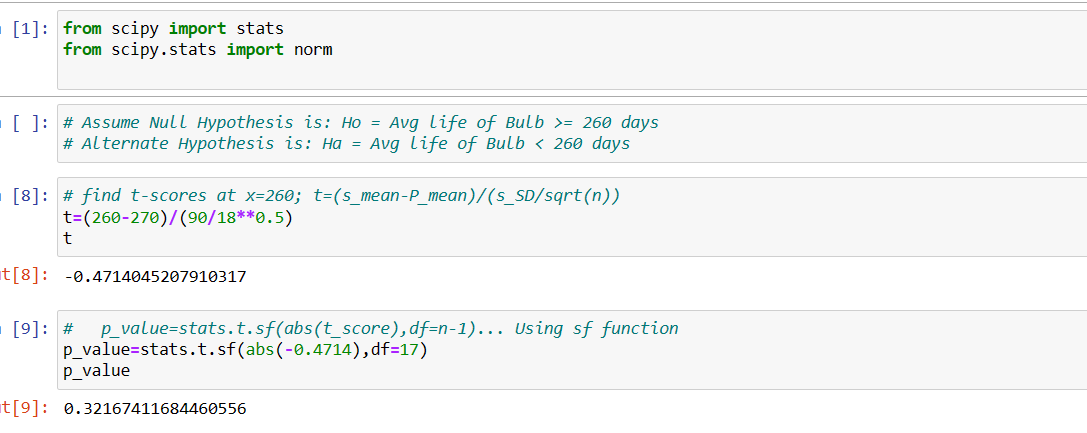 [1]: from scipy import stats
from scipy.stats import norm
[ ]: # Assume Null Hypothesis is: Ho = Avg life of Bulb >= 260 days
# Alternate Hypothesis is: Ha = Avg life of Bulb < 260 days
[8]: # find t-scores at x=260; t=(s_mean-P_mean)/(s_SD/sqrt(n))
t=(260-270)/(90/18**0.5)
t
t[8]: -0.4714045207910317
[9]: #   p_value=stats.t.sf(abs(t_score),df=n-1)... Using sf function
p_value=stats.t.sf(abs(-0.4714),df=17)
p_value
t[9]: 0.32167411684460556